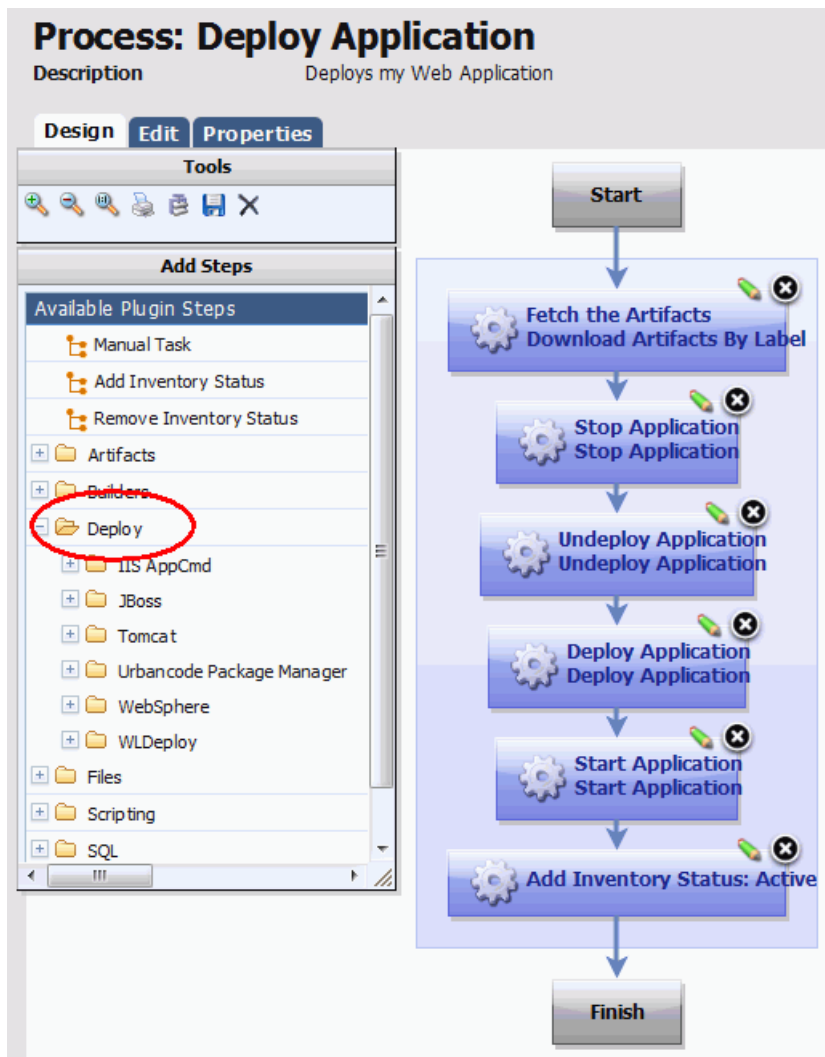 Process: Deploy Application
Description Deploys my Web Application
Design Edit Properties
Tools
Add Steps
Available Plugin Steps
Manual Task
Add Inventory Status
Remove Inventory Status
Artifacts
Builders
Deploy
IIS AppCmd
JBoss
Tomcat
Urbancode Package Manager
WebSphere
WLDeploy
Files
Scripting
SQL
Start
Fetch the Artifacts
Download Artifacts By Label
Stop Application
Stop Application
Undeploy Application
Undeploy Application
Deploy Application
Deploy Application
Start Application
Start Application
Add Inventory Status: Active
Finish